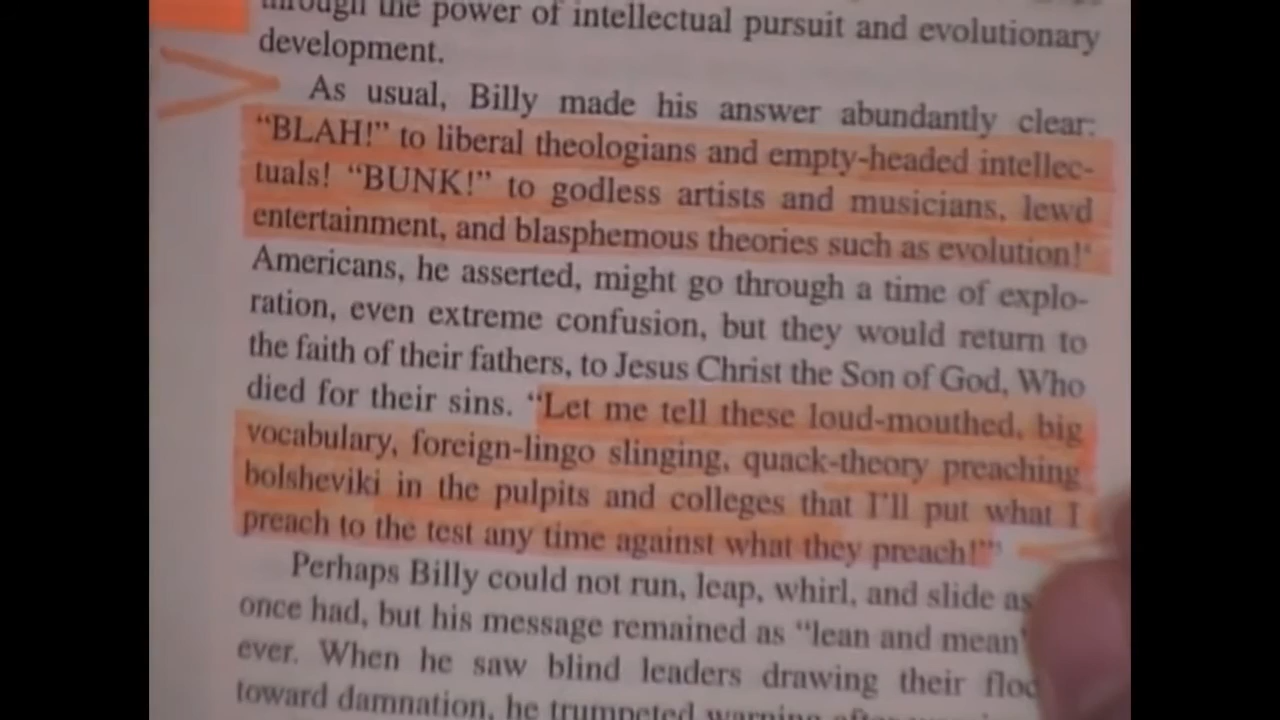 through the power of intellectual pursuit and evolutionary
development.
As usual, Billy made his answer abundantly clear:
“BLAH!” to liberal theologians and empty-headed intellec-
tuals! “BUNK!” to godless artists and musicians, lewd
entertainment, and blasphemous theories such as evolution!
Americans, he asserted, might go through a time of explo-
ration, even extreme confusion, but they would return to
the faith of their fathers, to Jesus Christ the Son of God, Who
died for their sins. “Let me tell these loud-mouthed, big
vocabulary, foreign-lingo slinging, quack-theory preaching
bolsheviki in the pulpits and colleges that I’ll put what I
preach to the test any time against what they preach!”
Perhaps Billy could not run, leap, whirl, and slide as
once had, but his message remained as “lean and mean”
ever. When he saw blind leaders drawing their
toward damnation, he trumpeted warning after